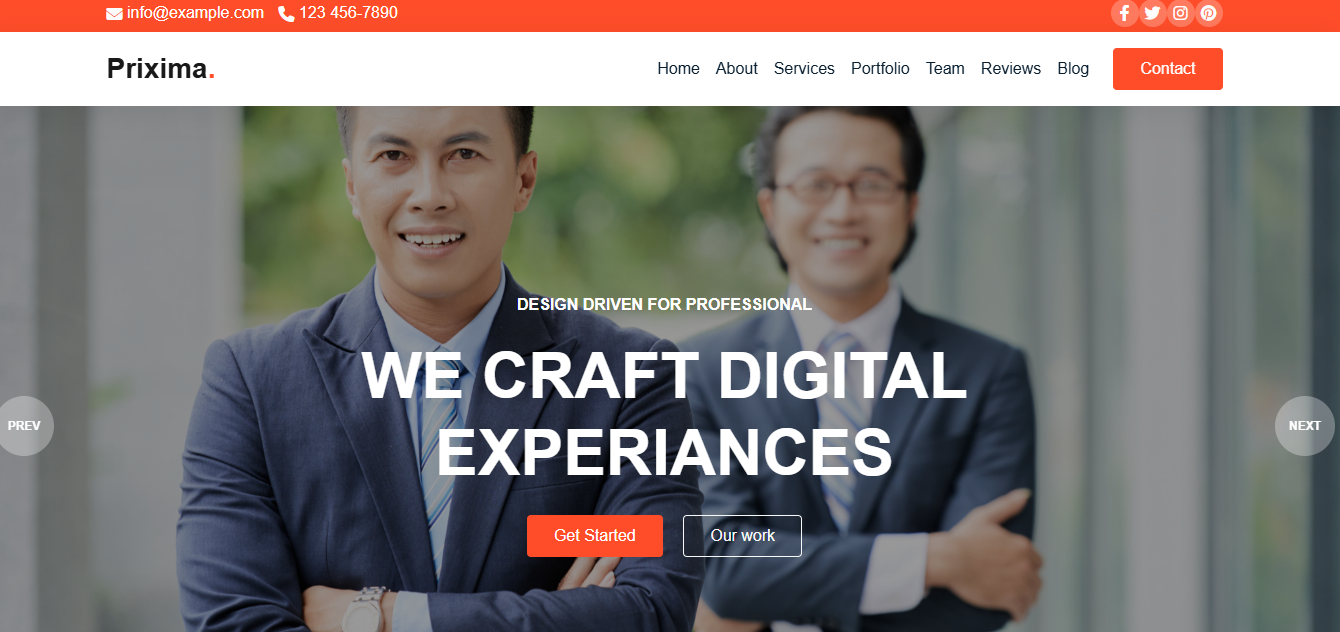 info@example.com 123 456-7890
Prixima.
Home About Services Portfolio Team Reviews Blog Contact
DESIGN DRIVEN FOR PROFESSIONAL
WE CRAFT DIGITAL
EXPERIANCES
PREV
NEXT
Get Started Our work